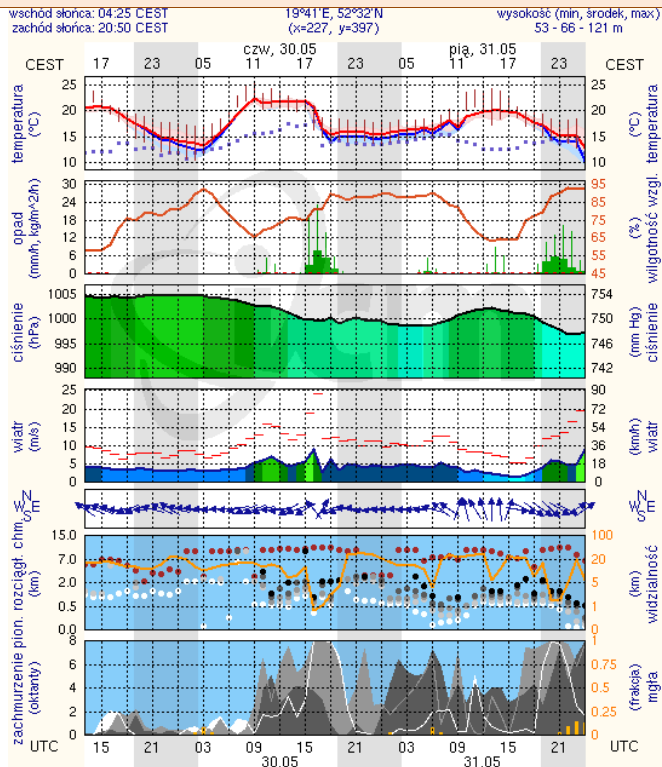 wschód słońca: 04:25 CEST 19°41'E, 52°32'N wysokość (min, środek, max)
zachód słońca: 20:50 CEST (x=227, y=397) 53 - 66 - 121 m
czw, 30.05 pią, 31.05
CEST 17 23 05 11 17 23 05 11 17 23 CEST
temperatura (°C)
25 20 15 10
25 20 15 10
temperatura (°C)
opad (mm/h, kg/m^2/h)
30 24 18 12 6 0
95 85 75 65 55 45
(%) wilgotność wzgl.
ciśnienie (hPa)
1005 1000 995 990
754 750 746 742
(mm Hg) ciśnienie
wiatr (m/s)
25 20 15 10 5 0
90 72 54 36 18 0
(km/h) wiatr
N W E S
N W E S
pion. rozciągł. chm. (km)
15.0 7.0 2.0 0.5 0.0
100 20 5 1 0
(km) widzialność
zachmurzenie (oktanty)
8 6 4 2 0
1 0.75 0.5 0.25 0
(frakcja) mgła
UTC 15 21 03 09 15 21 03 09 15 21 UTC
30.05 31.05
icm